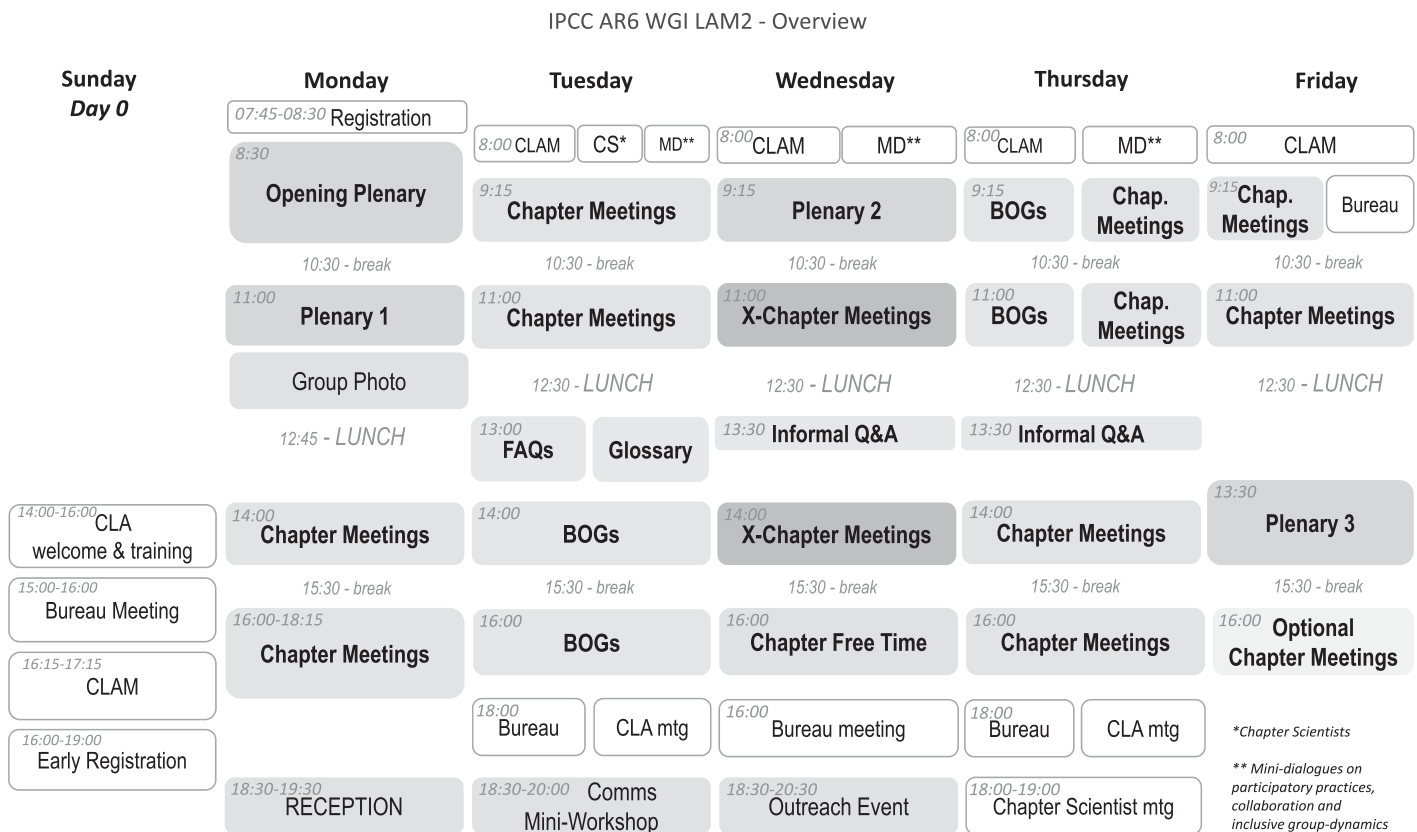 IPCC AR6 WGI LAM2 - Overview
Sunday
Day 0
14:00-16:00 CLA
welcome & training
15:00-16:00
Bureau Meeting
16:15-17:15
CLAM
16:00-19:00
Early Registration
Monday
07:45-08:30 Registration
8:30
Opening Plenary
10:30 - break
11:00
Plenary 1
Group Photo
12:45 - LUNCH
14:00
Chapter Meetings
15:30 - break
16:00-18:15
Chapter Meetings
18:30-19:30
RECEPTION
Tuesday
8:00 CLAM
CS*
MD**
9:15
Chapter Meetings
10:30 - break
11:00
Chapter Meetings
12:30 - LUNCH
13:00
FAQs
Glossary
14:00
BOGs
15:30 - break
16:00
BOGs
18:00
Bureau
CLA mtg
18:30-20:00 Comms
Mini-Workshop
Wednesday
8:00 CLAM
MD**
9:15
Plenary 2
10:30 - break
11:00
X-Chapter Meetings
12:30 - LUNCH
13:30 Informal Q&A
14:00
X-Chapter Meetings
15:30 - break
16:00
Chapter Free Time
16:00
Bureau meeting
18:30-20:30
Outreach Event
Thursday
8:00 CLAM
MD**
9:15
BOGs
Chap.
Meetings
10:30 - break
11:00
BOGs
Chap.
Meetings
12:30 - LUNCH
13:30 Informal Q&A
14:00
Chapter Meetings
15:30 - break
16:00
Chapter Meetings
18:00
Bureau
CLA mtg
18:00-19:00
Chapter Scientist mtg
Friday
8:00 CLAM
9:15 Chap.
Meetings
Bureau
10:30 - break
11:00
Chapter Meetings
12:30 - LUNCH
13:30
Plenary 3
15:30 - break
16:00 Optional
Chapter Meetings
*Chapter Scientists
** Mini-dialogues on
participatory practices,
collaboration and
inclusive group-dynamics